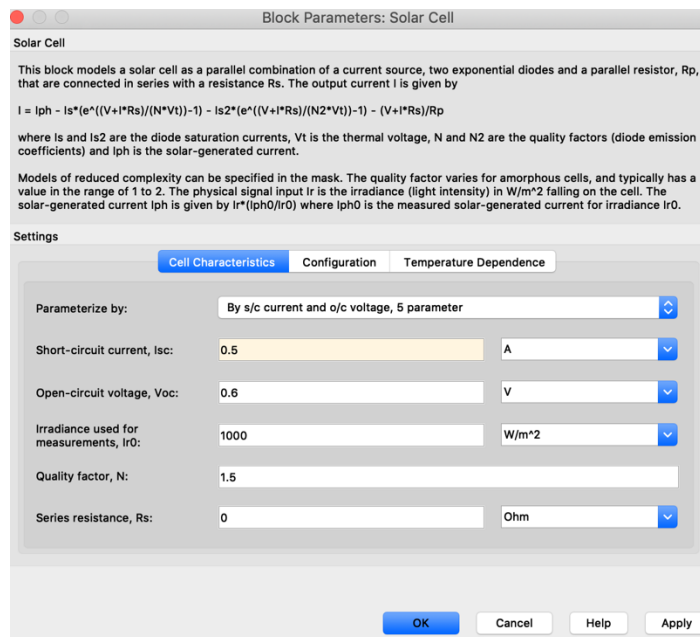 Block Parameters: Solar Cell
Solar Cell
This block models a solar cell as a parallel combination of a current source, two exponential diodes and a parallel resistor, Rp,
that are connected in series with a resistance Rs. The output current I is given by
I = Iph - Is*(e^((V+I*Rs)/(N*Vt))-1) - Is2*(e^((V+I*Rs)/(N2*Vt))-1) - (V+I*Rs)/Rp
where Is and Is2 are the diode saturation currents, Vt is the thermal voltage, N and N2 are the quality factors (diode emission
coefficients) and Iph is the solar-generated current.
Models of reduced complexity can be specified in the mask. The quality factor varies for amorphous cells, and typically has a
value in the range of 1 to 2. The physical signal input Ir is the irradiance (light intensity) in W/m^2 falling on the cell. The
solar-generated current Iph is given by Ir*(Iph0/Ir0) where Iph0 is the measured solar-generated current for irradiance Ir0.
Settings
Cell Characteristics Configuration Temperature Dependence
Parameterize by: By s/c current and o/c voltage, 5 parameter
Short-circuit current, Isc: 0.5 A
Open-circuit voltage, Voc: 0.6 V
Irradiance used for
measurements, Ir0: 1000 W/m^2
Quality factor, N: 1.5
Series resistance, Rs: 0 Ohm
OK Cancel Help Apply